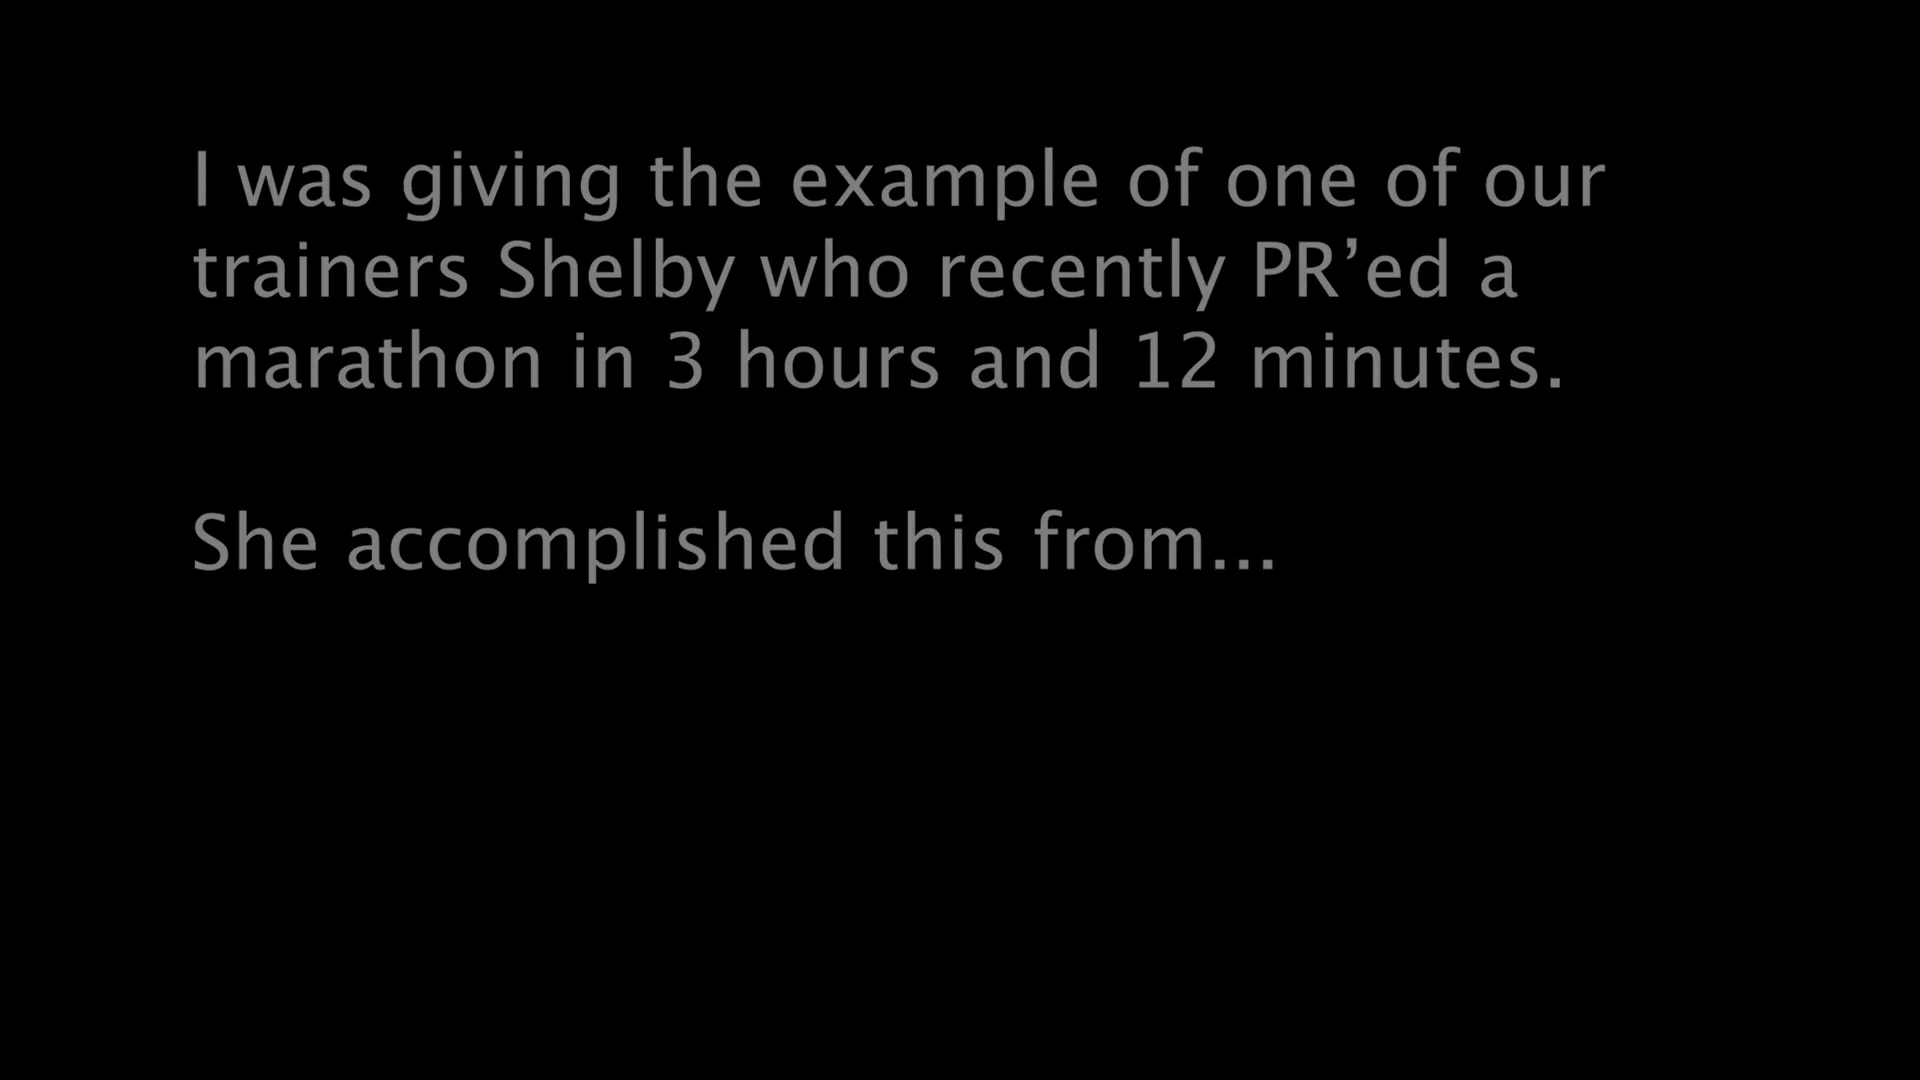 I was giving the example of one of our
trainers Shelby who recently PR’ed a
marathon in 3 hours and 12 minutes.
She accomplished this from...